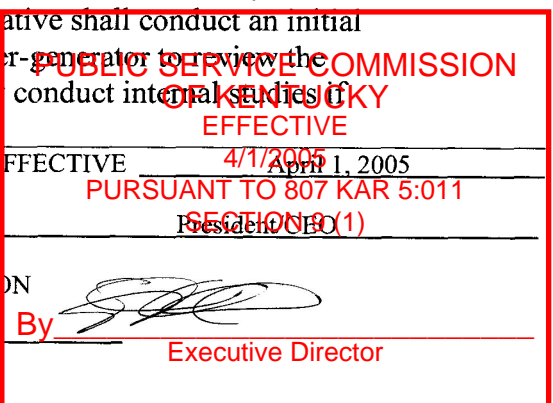 ative shall conduct an initial
er-generator to review the
PUBLIC SERVICE COMMISSION
conduct internal studies if
OF KENTUCKY
EFFECTIVE
FFECTIVE April 1, 2005
4/1/2005
PURSUANT TO 807 KAR 5:011
President/CEO
SECTION 9 (1)
ON
By
Executive Director